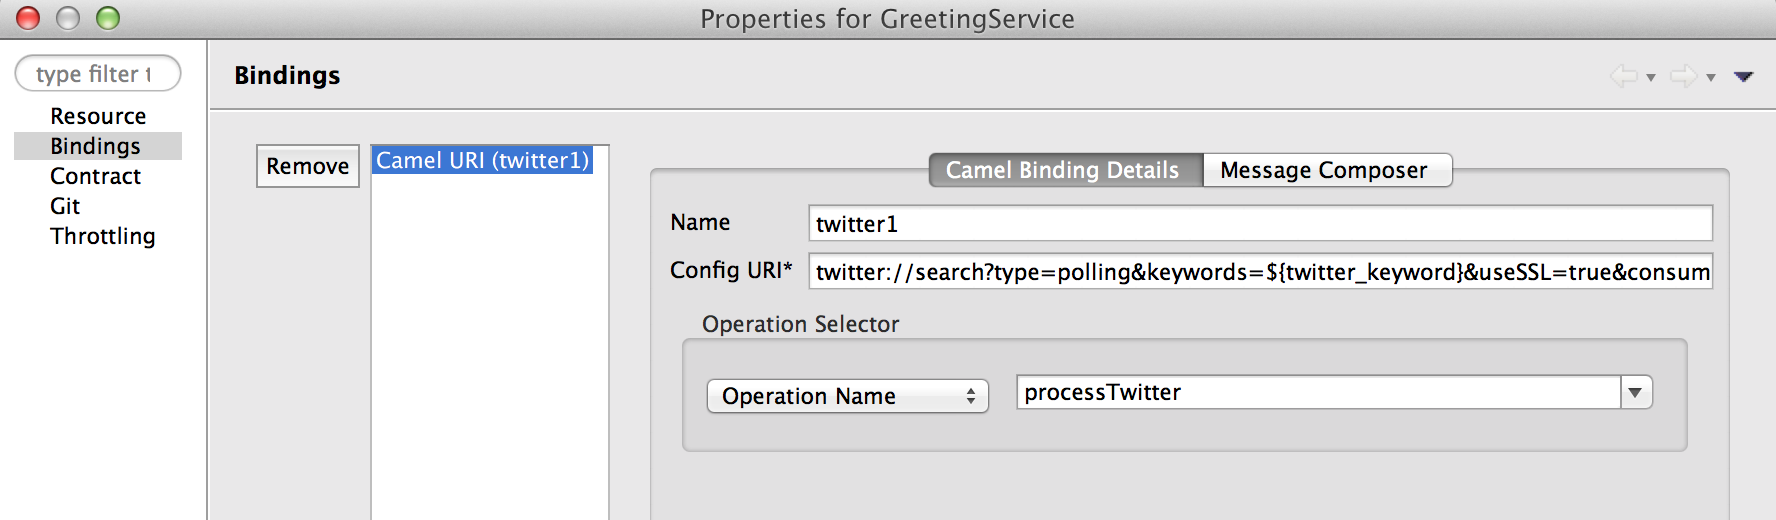 Properties for GreetingService
type filter t
Resource
Bindings
Contract
Git
Throttling
Bindings
Remove
Camel URI (twitter1)
Camel Binding Details
Message Composer
Name
twitter1
Config URI*
twitter://search?type=polling&keywords=${twitter_keyword}&useSSL=true&consum
Operation Selector
Operation Name
processTwitter